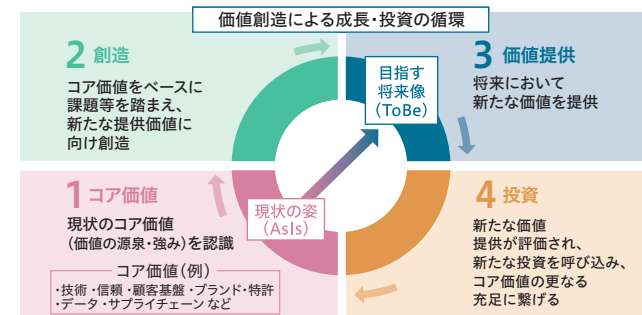 価値創造による成長・投資の循環
2 創造
コア価値をベースに
課題等を踏まえ、
新たな提供価値に
向け創造
目指す
将来像
（ToBe）
3 価値提供
将来において
新たな価値を提供
1 コア価値
現状のコア価値
（価値の源泉・強み）を認識
コア価値（例）
・技術 ・信頼 ・顧客基盤 ・ブランド・特許
・データ・サプライチェーン など
現状の姿
（AsIs）
4 投資
新たな価値
提供が評価され、
新たな投資を呼び込み、
コア価値の更なる
充足に繋げる